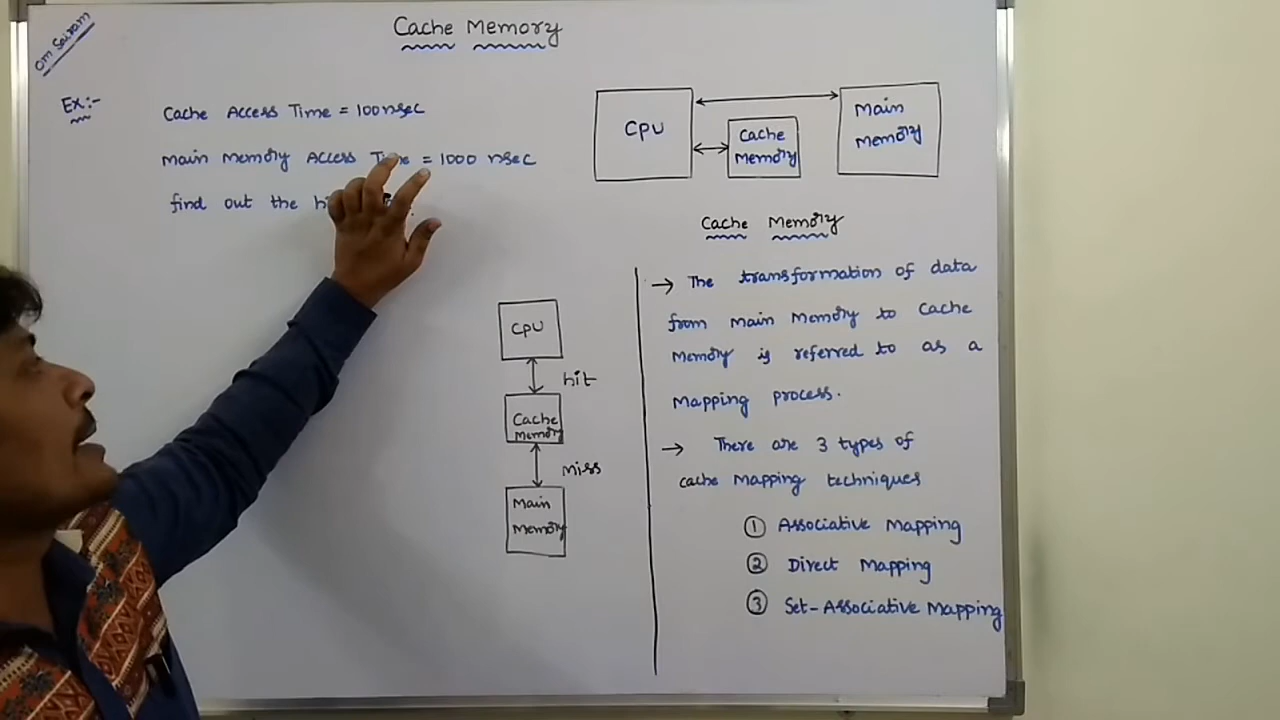 Om Sairam
Cache Memory
Ex:-
Cache Access Time = 100nsec
Main Memory Access Time = 1000 nsec
find out the
CPU
Cache
Memory
Main
Memory
Cache Memory
→ The transformation of data
from Main Memory to Cache
Memory is referred to as a
Mapping process.
→ There are 3 types of
cache Mapping techniques
① Associative Mapping
② Direct Mapping
③ Set-Associative Mapping
CPU
hit
Cache
Memory
miss
Main
Memory